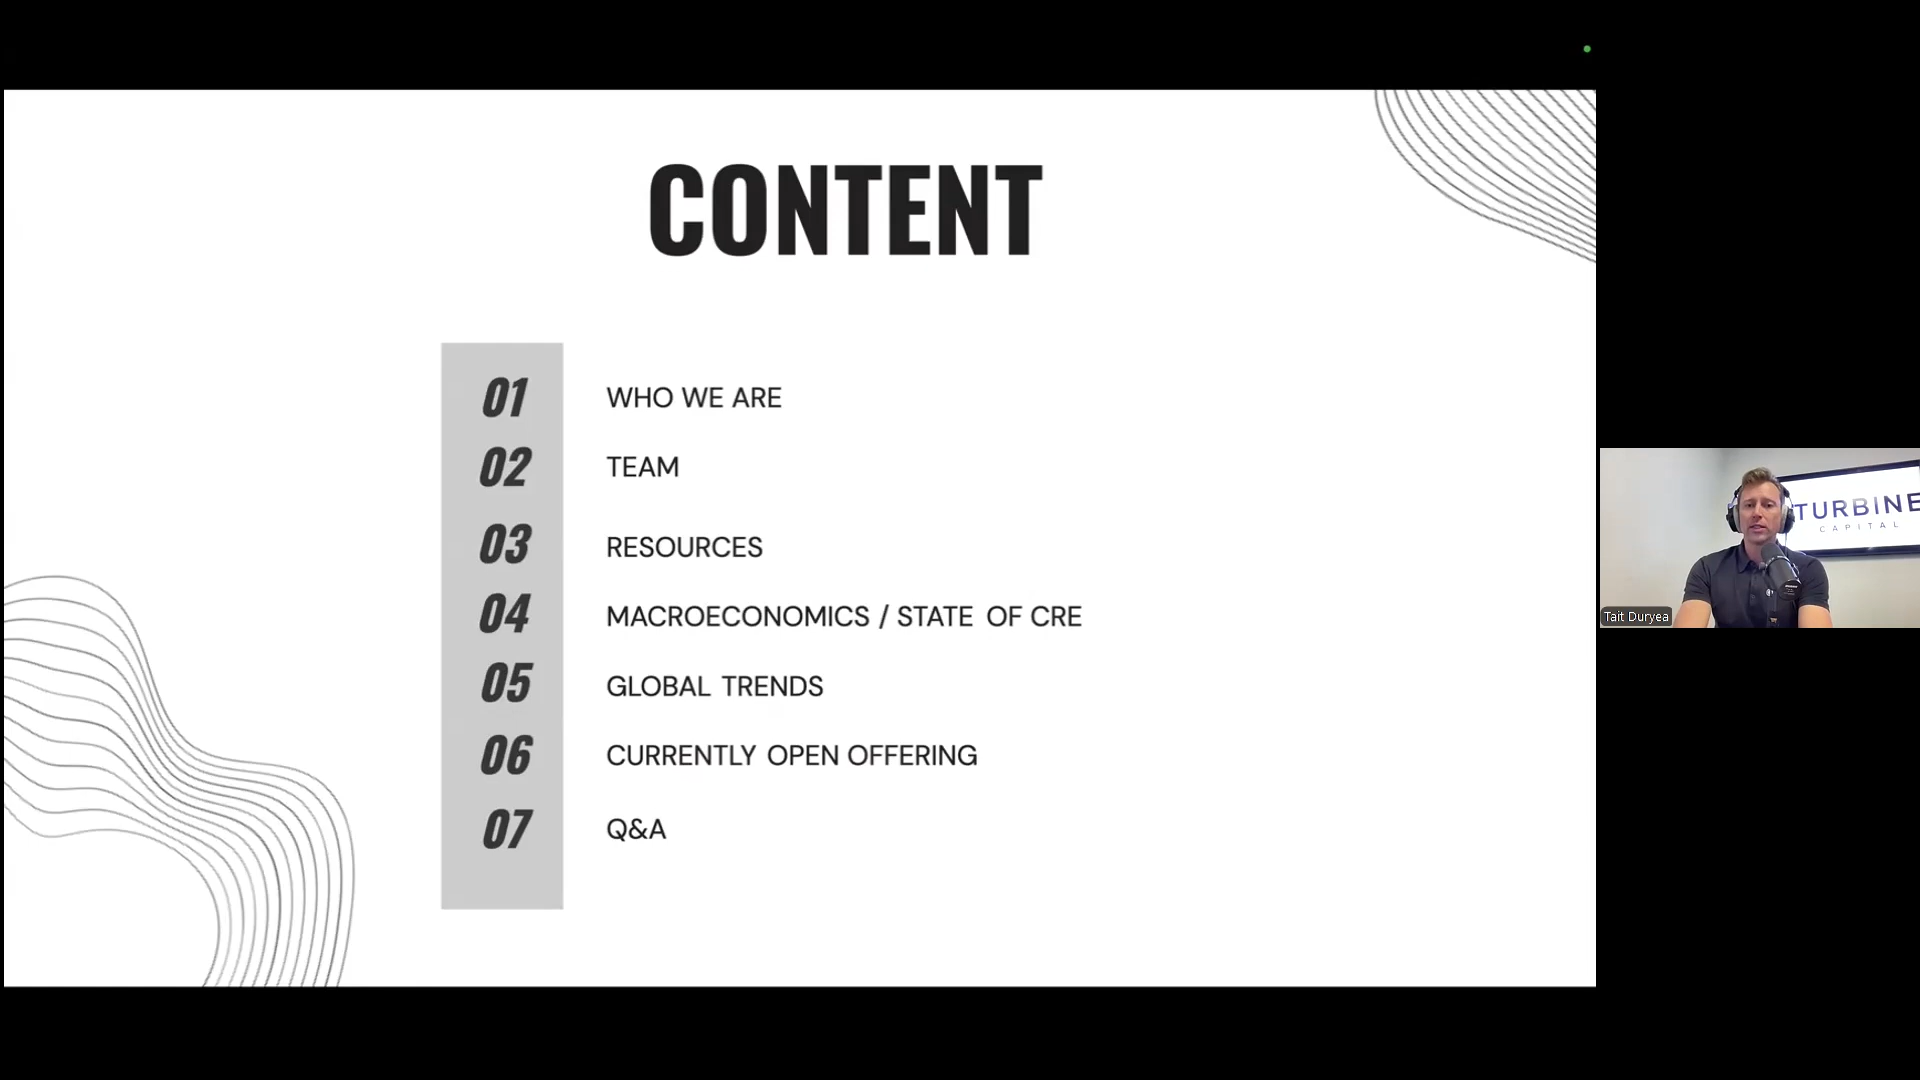 CONTENT
01 WHO WE ARE
02 TEAM
03 RESOURCES
04 MACROECONOMICS / STATE OF CRE
05 GLOBAL TRENDS
06 CURRENTLY OPEN OFFERING
07 Q&A
TURBINE
CAPITAL
Tait Duryea